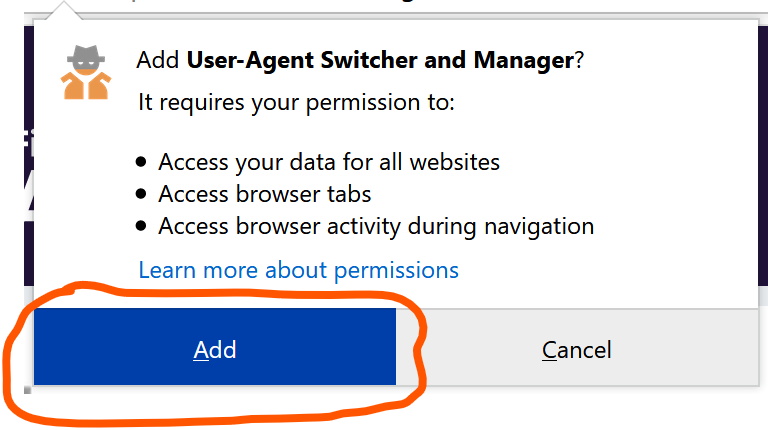 Add User-Agent Switcher and Manager?
It requires your permission to:
● Access your data for all websites
● Access browser tabs
● Access browser activity during navigation
Learn more about permissions
Add
Cancel